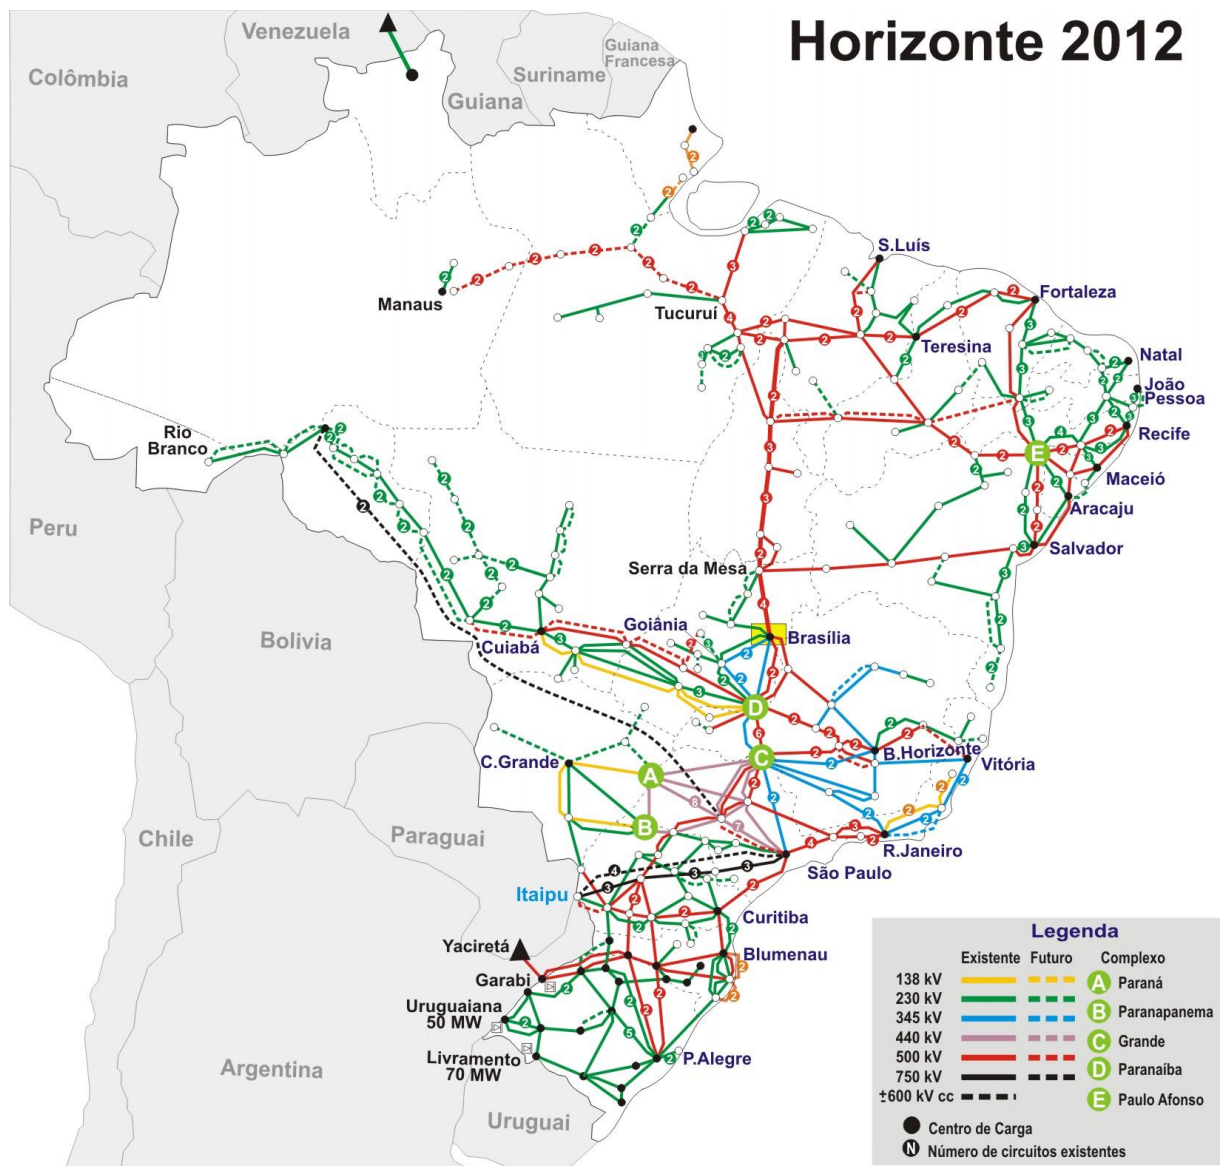 Horizonte 2012
Venezuela
Colômbia
Guiana
Francesa
Suriname
Guiana
S.Luís
Fortaleza
Manaus
Tucuruí
Teresina
Natal
João
Pessoa
Rio
Branco
Recife
E
Maceió
Aracaju
Peru
Salvador
Serra da Mesa
Bolivia
Goiânia
Brasília
Cuiabá
D
B.Horizonte
C
Vitória
C.Grande
A
B
Chile
Paraguai
R.Janeiro
São Paulo
Itaipu
Curitiba
Yaciretá
Blumenau
Garabi
Uruguaiana
50 MW
Livramento
70 MW
P.Alegre
Argentina
Uruguai
Legenda
Existente Futuro Complexo
138 kV A Paraná
230 kV B Paranapanema
345 kV
440 kV C Grande
500 kV D Paranaíba
750 kV
±600 kV cc E Paulo Afonso
Centro de Carga
N Número de circuitos existentes